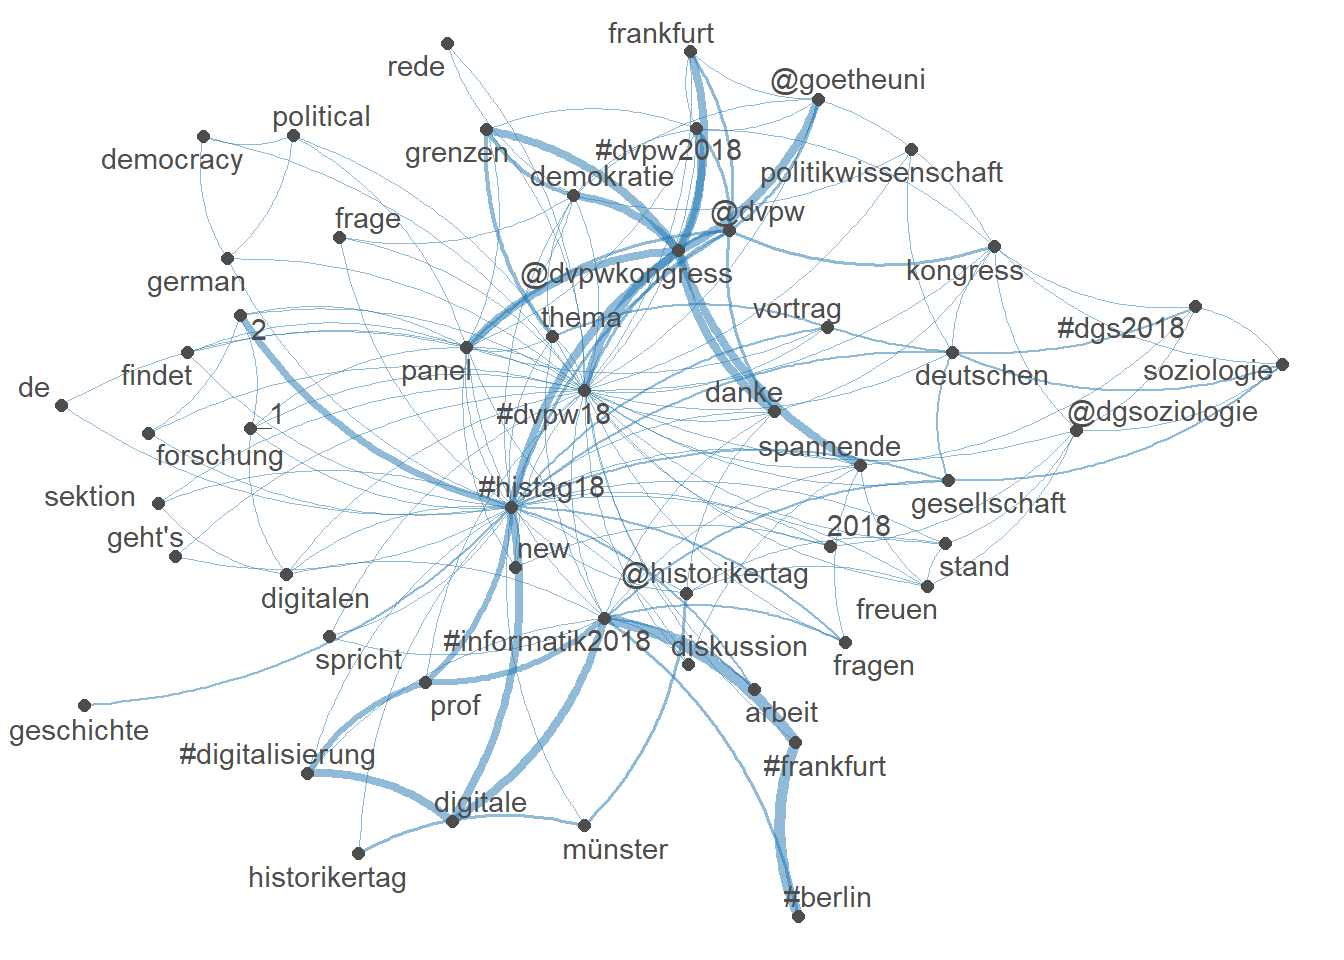 frankfurt
rede
@goetheuni
political
democracy
grenzen
#dvpw2018
demokratie
politikwissenschaft
frage
@dvpw
german
@dvpwkongress
kongress
vortrag
thema
#dgs2018
2
findet
panel
deutschen
soziologie
de
danke
#dvpw18
@dgsoziologie
1
forschung
spannende
sektion
#histag18
gesellschaft
geht's
new
2018
@historikertag
stand
digitalen
freuen
#informatik2018
diskussion
fragen
spricht
prof
arbeit
geschichte
#digitalisierung
#frankfurt
digitale
münster
historikertag
#berlin